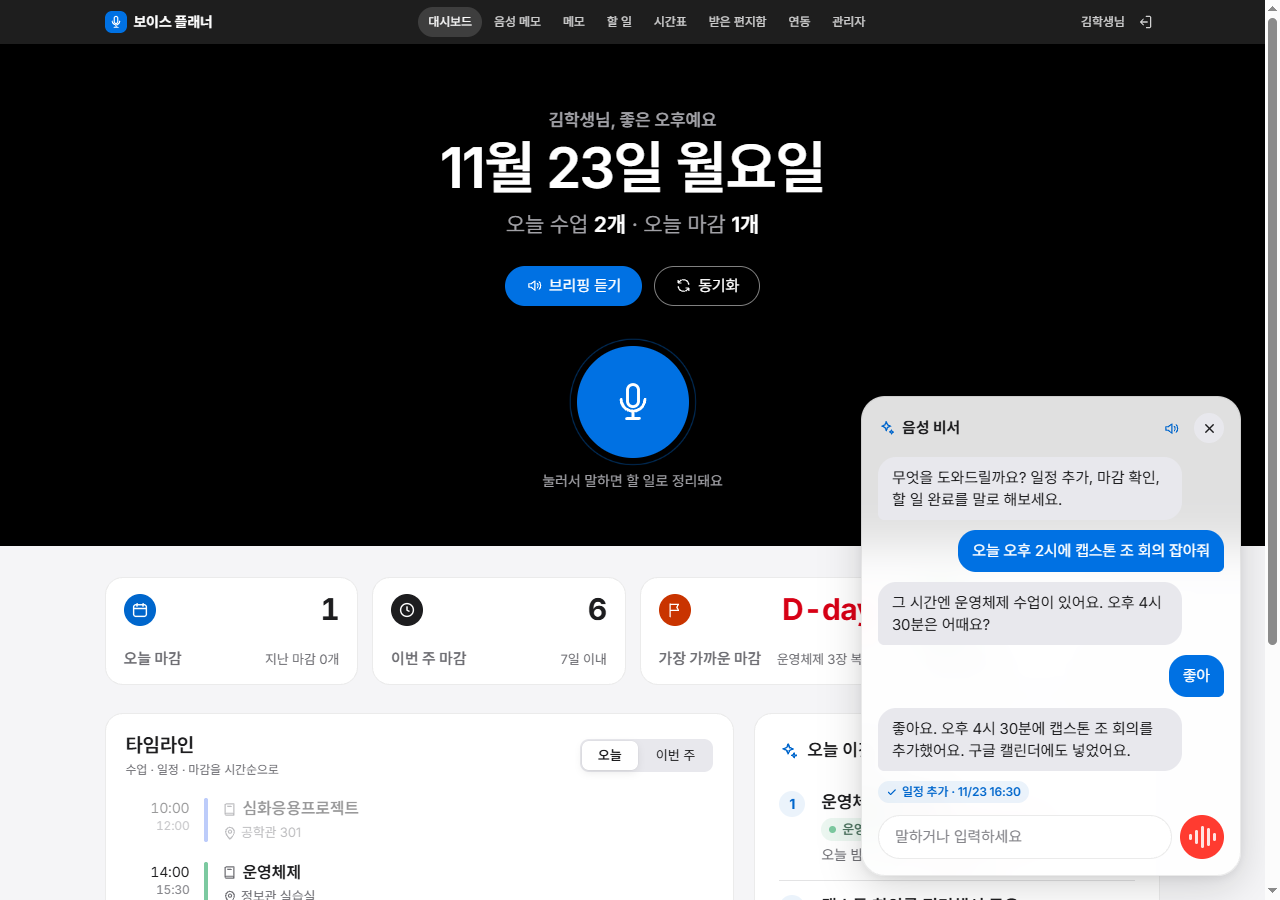 보이스 플래너
대시보드 음성 메모 메모 할 일 시간표 받은 편지함 연동 관리자
김학생님
김학생님, 좋은 오후예요
11월 23일 월요일
오늘 수업 2개 · 오늘 마감 1개
브리핑 듣기 동기화
눌러서 말하면 할 일로 정리돼요
1
오늘 마감 지난 마감 0개
6
이번 주 마감 7일 이내
D-day
가장 가까운 마감 운영체제 3장
타임라인
수업 · 일정 · 마감을 시간순으로
오늘 이번 주
10:00 심화응용프로젝트
12:00 공학관 301
14:00 운영체제
15:30 정보관 실습실
오늘
1
오늘
음성 비서
무엇을 도와드릴까요? 일정 추가, 마감 확인,
할 일 완료를 말로 해보세요.
오늘 오후 2시에 캡스톤 조 회의 잡아줘
그 시간엔 운영체제 수업이 있어요. 오후 4시
30분은 어때요?
좋아
좋아요. 오후 4시 30분에 캡스톤 조 회의를
추가했어요. 구글 캘린더에도 넣었어요.
일정 추가 · 11/23 16:30
말하거나 입력하세요